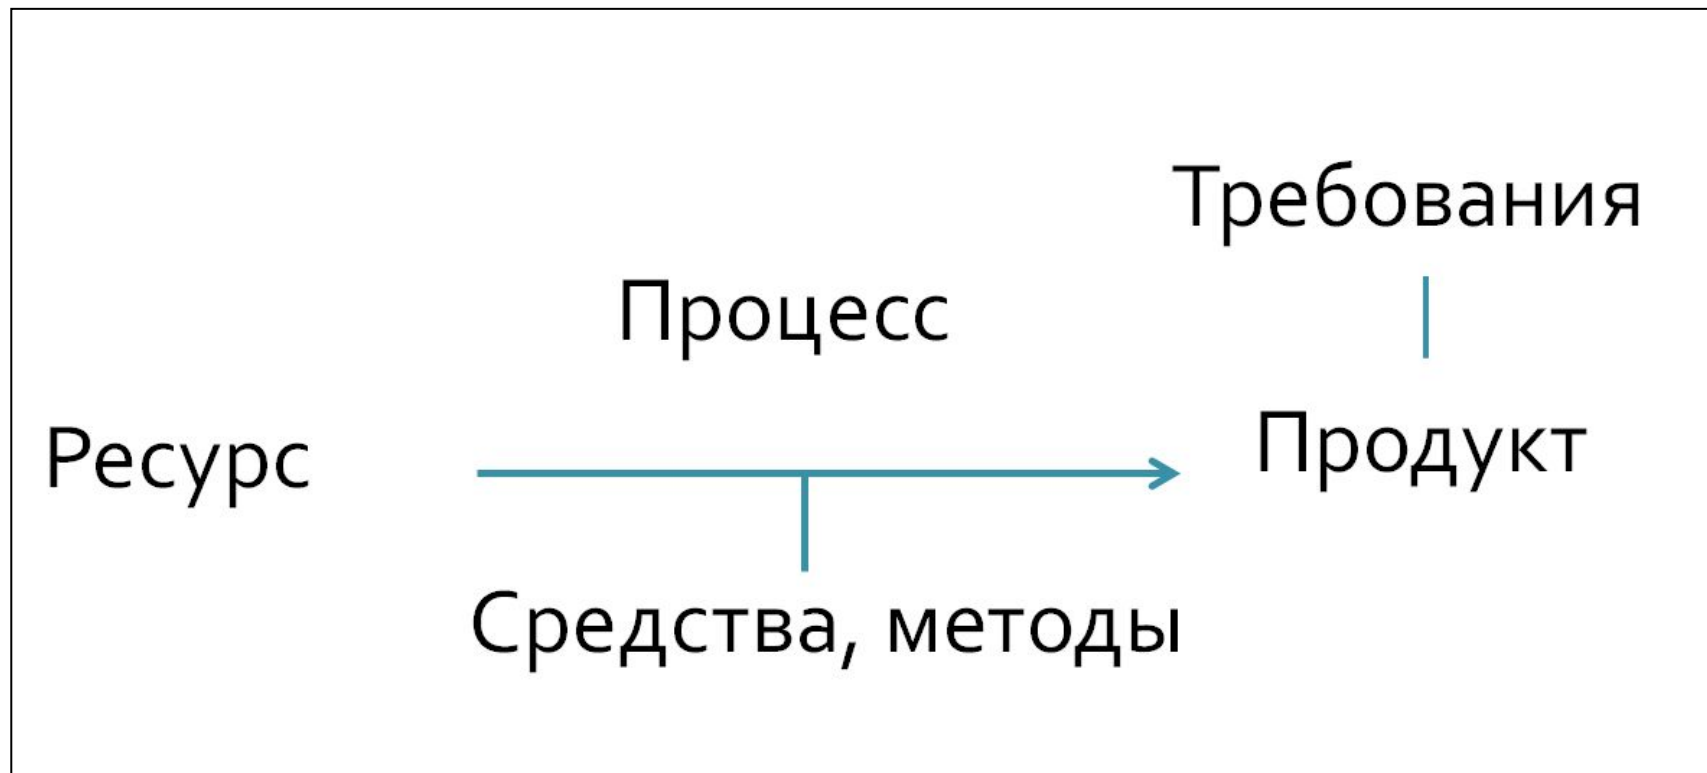 Требования
Процесс
Ресурс
Продукт
Средства, методы